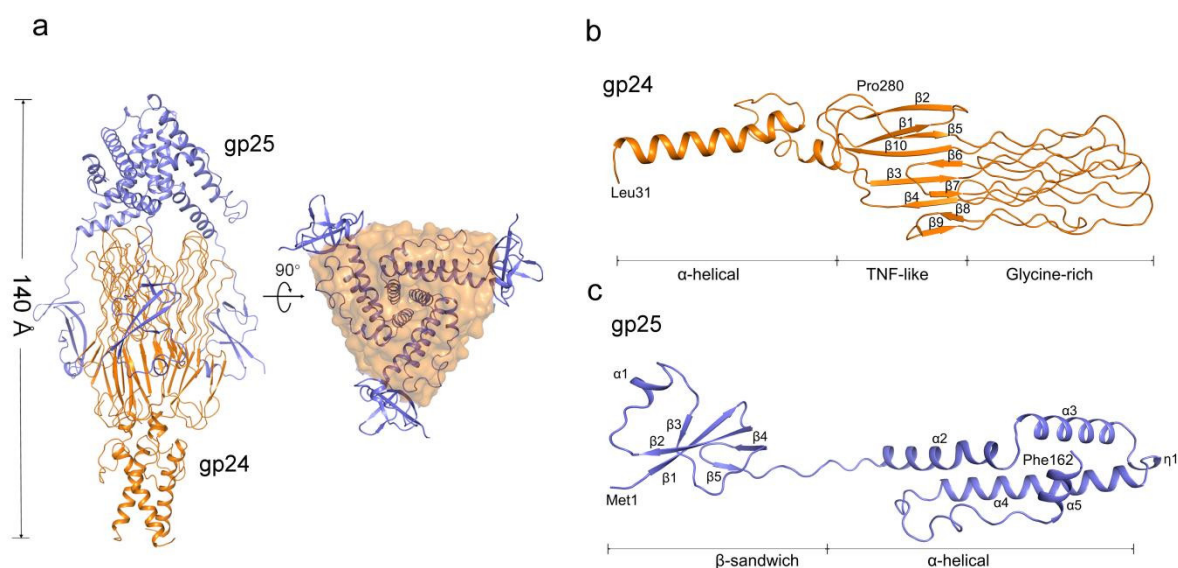 a
gp25
140 Å
90°
gp24
b
gp24
Pro280
β2
β1
β5
β10
β6
β3
β7
β4
β8
β9
Leu31
α-helical
TNF-like
Glycine-rich
c
gp25
α1
β3
β2
β4
β1
β5
Met1
α2
α3
Phe162
η1
α4
α5
β-sandwich
α-helical